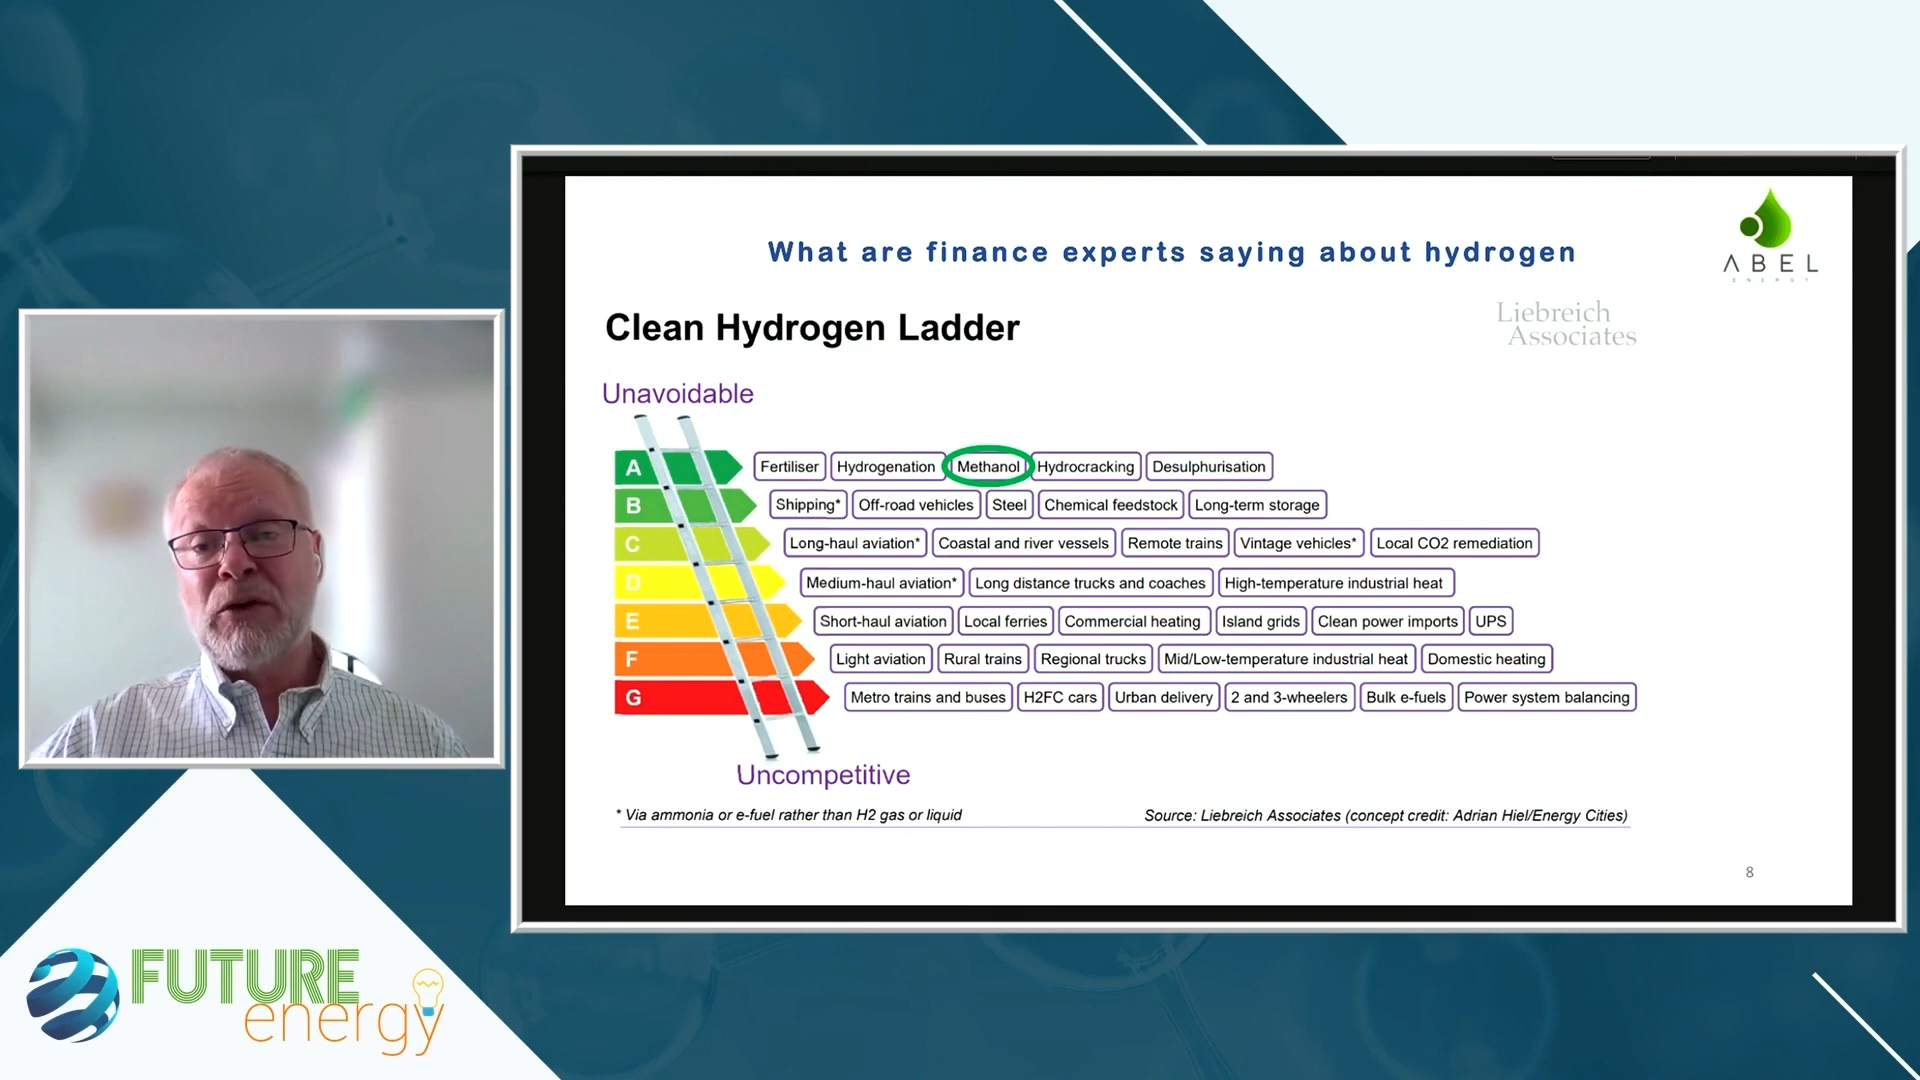 What are finance experts saying about hydrogen
ABEL
ENERGY
Clean Hydrogen Ladder
Liebreich
Associates
Unavoidable
A Fertiliser Hydrogenation Methanol Hydrocracking Desulphurisation
B Shipping* Off-road vehicles Steel Chemical feedstock Long-term storage
C Long-haul aviation* Coastal and river vessels Remote trains Vintage vehicles* Local CO2 remediation
D Medium-haul aviation* Long distance trucks and coaches High-temperature industrial heat
E Short-haul aviation Local ferries Commercial heating Island grids Clean power imports UPS
F Light aviation Rural trains Regional trucks Mid/Low-temperature industrial heat Domestic heating
G Metro trains and buses H2FC cars Urban delivery 2 and 3-wheelers Bulk e-fuels Power system balancing
Uncompetitive
* Via ammonia or e-fuel rather than H2 gas or liquid
Source: Liebreich Associates (concept credit: Adrian Hiel/Energy Cities)
8
FUTURE
energy